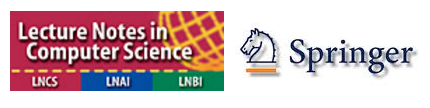 Lecture Notes in
Computer Science
LNCS LNAI LNBI
Springer